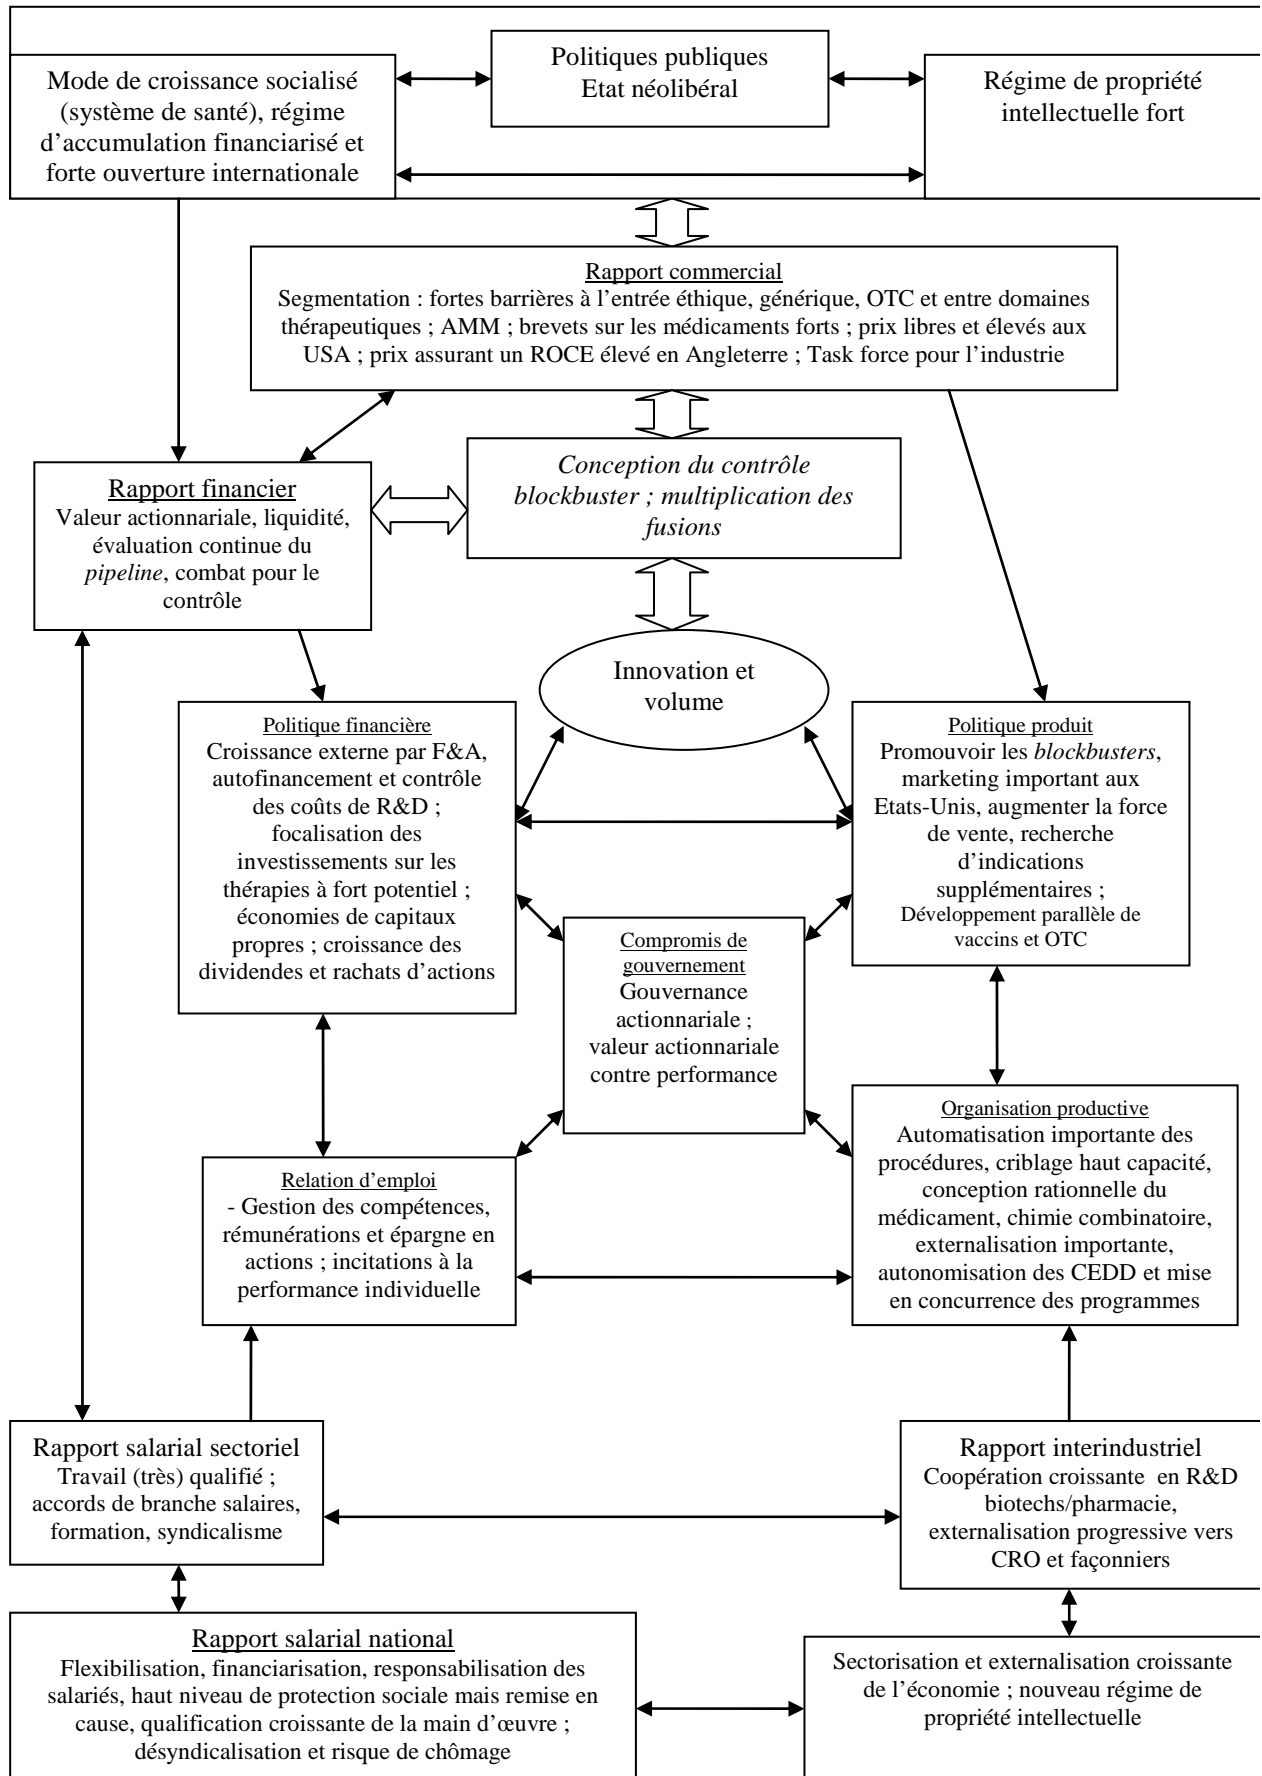 Politiques publiques
Etat néolibéral
Mode de croissance socialisé
(système de santé), régime
d’accumulation financiarisé et
forte ouverture internationale
Régime de propriété
intellectuelle fort
Rapport commercial
Segmentation : fortes barrières à l’entrée éthique, générique, OTC et entre domaines
thérapeutiques ; AMM ; brevets sur les médicaments forts ; prix libres et élevés aux
USA ; prix assurant un ROCE élevé en Angleterre ; Task force pour l’industrie
Rapport financier
Valeur actionnariale, liquidité,
évaluation continue du
pipeline, combat pour le
contrôle
Conception du contrôle
blockbuster ; multiplication des
fusions
Innovation et
volume
Politique financière
Croissance externe par F&A,
autofinancement et contrôle
des coûts de R&D ;
focalisation des
investissements sur les
thérapies à fort potentiel ;
économies de capitaux
propres ; croissance des
dividendes et rachats d’actions
Politique produit
Promouvoir les blockbusters,
marketing important aux
Etats-Unis, augmenter la force
de vente, recherche
d’indications
supplémentaires ;
Développement parallèle de
vaccins et OTC
Compromis de
gouvernement
Gouvernance
actionnariale ;
valeur actionnariale
contre performance
Relation d’emploi
- Gestion des compétences,
rémunérations et épargne en
actions ; incitations à la
performance individuelle
Organisation productive
Automatisation importante des
procédures, criblage haut capacité,
conception rationnelle du
médicament, chimie combinatoire,
externalisation importante,
autonomisation des CEDD et mise
en concurrence des programmes
Rapport salarial sectoriel
Travail (très) qualifié ;
accords de branche salaires,
formation, syndicalisme
Rapport interindustriel
Coopération croissante en R&D
biotechs/pharmacie,
externalisation progressive vers
CRO et façonniers
Rapport salarial national
Flexibilisation, financiarisation, responsabilisation des
salariés, haut niveau de protection sociale mais remise en
cause, qualification croissante de la main d’œuvre ;
désyndicalisation et risque de chômage
Sectorisation et externalisation croissante
de l’économie ; nouveau régime de
propriété intellectuelle